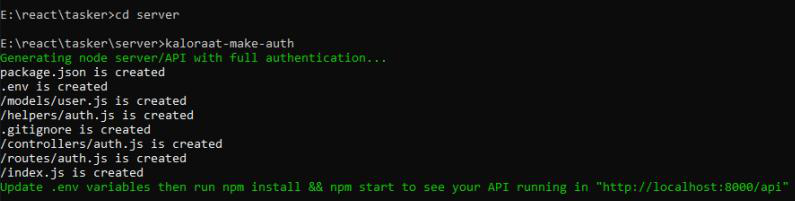 E:\react\tasker>cd server
E:\react\tasker\server>kaloraat-make-auth
Generating node server/API with full authentication...
package.json is created
.env is created
/models/user.js is created
/helpers/auth.js is created
.gitignore is created
/controllers/auth.js is created
/routes/auth.js is created
/index.js is created
Update .env variables then run npm install && npm start to see your API running in "http://localhost:8000/api"